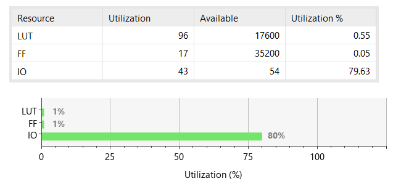 Resource Utilization Available Utilization %
LUT 96 17600 0.55
FF 17 35200 0.05
IO 43 54 79.63
LUT 1%
FF 1%
IO 80%
0 25 50 75 100
Utilization (%)